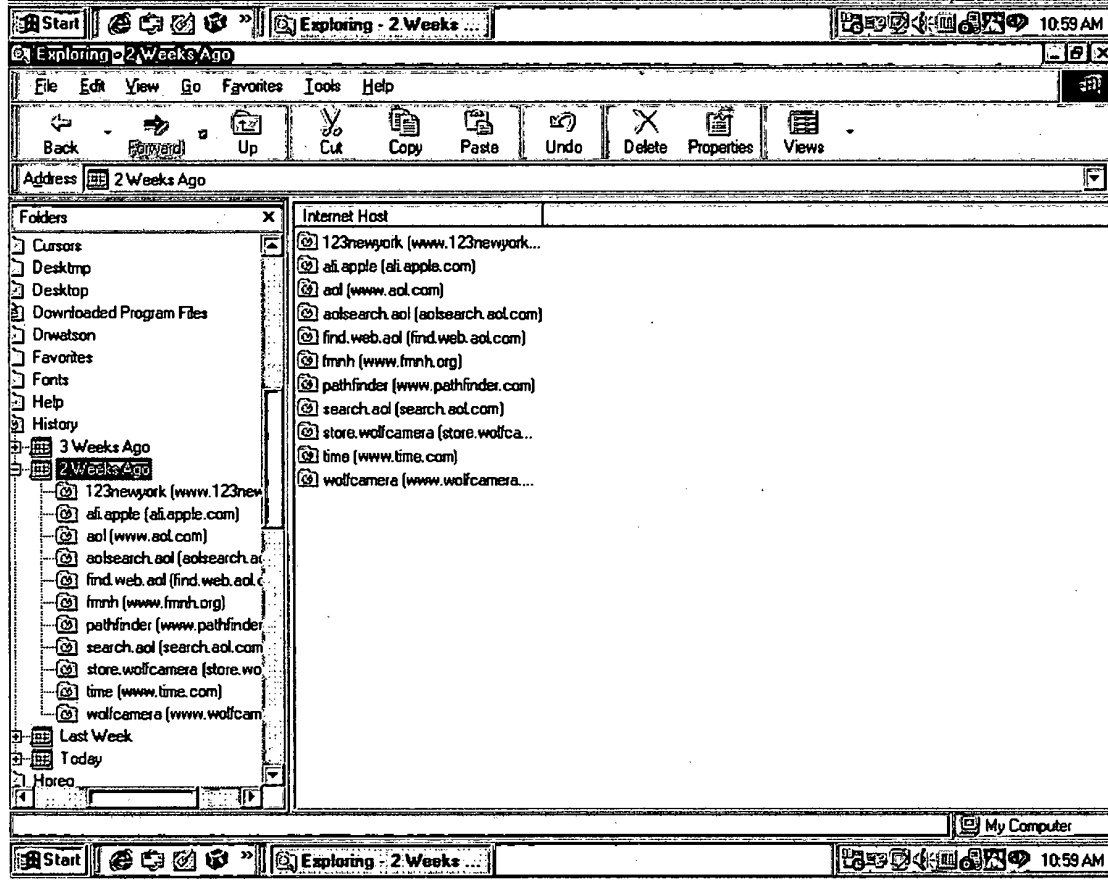 Start » Exploring - 2 Weeks ... 10:59 AM
Exploring - 2 Weeks Ago
File Edit View Go Favorites Tools Help
Back Forward Up Cut Copy Paste Undo Delete Properties Views
Address 2 Weeks Ago
Folders x Internet Host
Cursors
Desktmp
Desktop
Downloaded Program Files
Drwatson
Favorites
Fonts
Help
History
3 Weeks Ago
2 Weeks Ago
123newyork (www.123new
ali.apple (ali.apple.com)
aol (www.aol.com)
aolsearch.aol (aolsearch.ao
find.web.aol (find.web.aol.c
fmnh (www.fmnh.org)
pathfinder (www.pathfinder
search.aol (search.aol.com
store.wolfcamera (store.wo
time (www.time.com)
wolfcamera (www.wolfcam
Last Week
Today
Horeo
123newyork (www.123newyork...
ali.apple (ali.apple.com)
aol (www.aol.com)
aolsearch.aol (aolsearch.aol.com)
find.web.aol (find.web.aol.com)
fmnh (www.fmnh.org)
pathfinder (www.pathfinder.com)
search.aol (search.aol.com)
store.wolfcamera (store.wolfca...
time (www.time.com)
wolfcamera (www.wolfcamera....
My Computer
Start » Exploring - 2 Weeks ... 10:59 AM